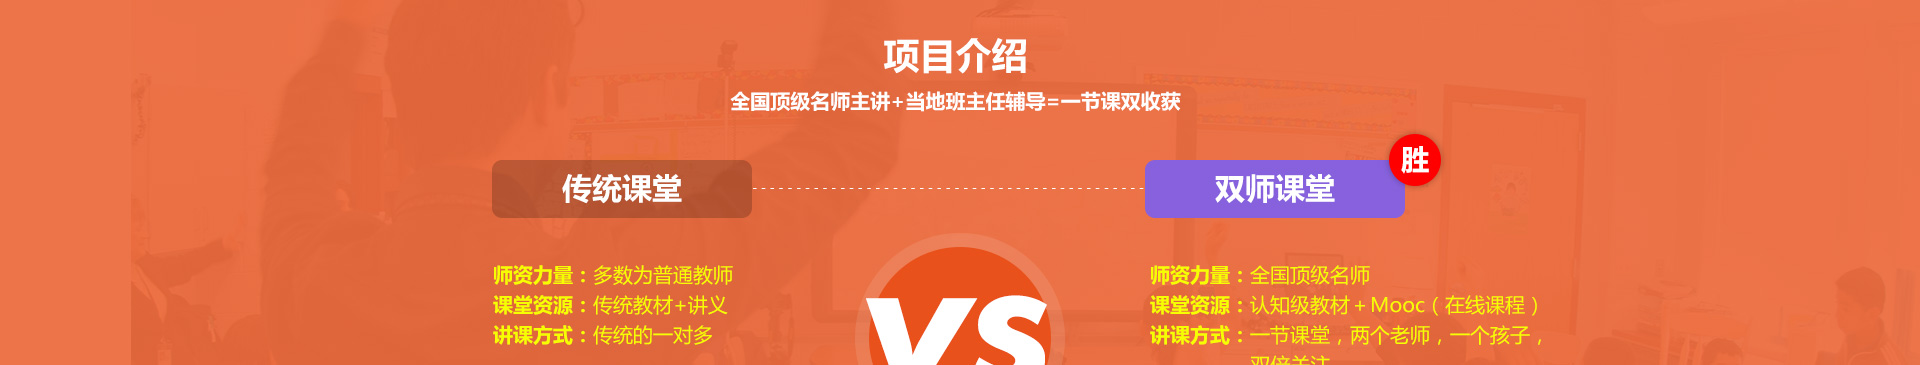 项目介绍
全国顶级名师主讲+当地班主任辅导=一节课双收获
传统课堂
双师课堂
胜
师资力量：多数为普通教师
课堂资源：传统教材+讲义
讲课方式：传统的一对多
VS
师资力量：全国顶级名师
课堂资源：认知级教材＋Mooc（在线课程）
讲课方式：一节课堂，两个老师，一个孩子，
双倍关注